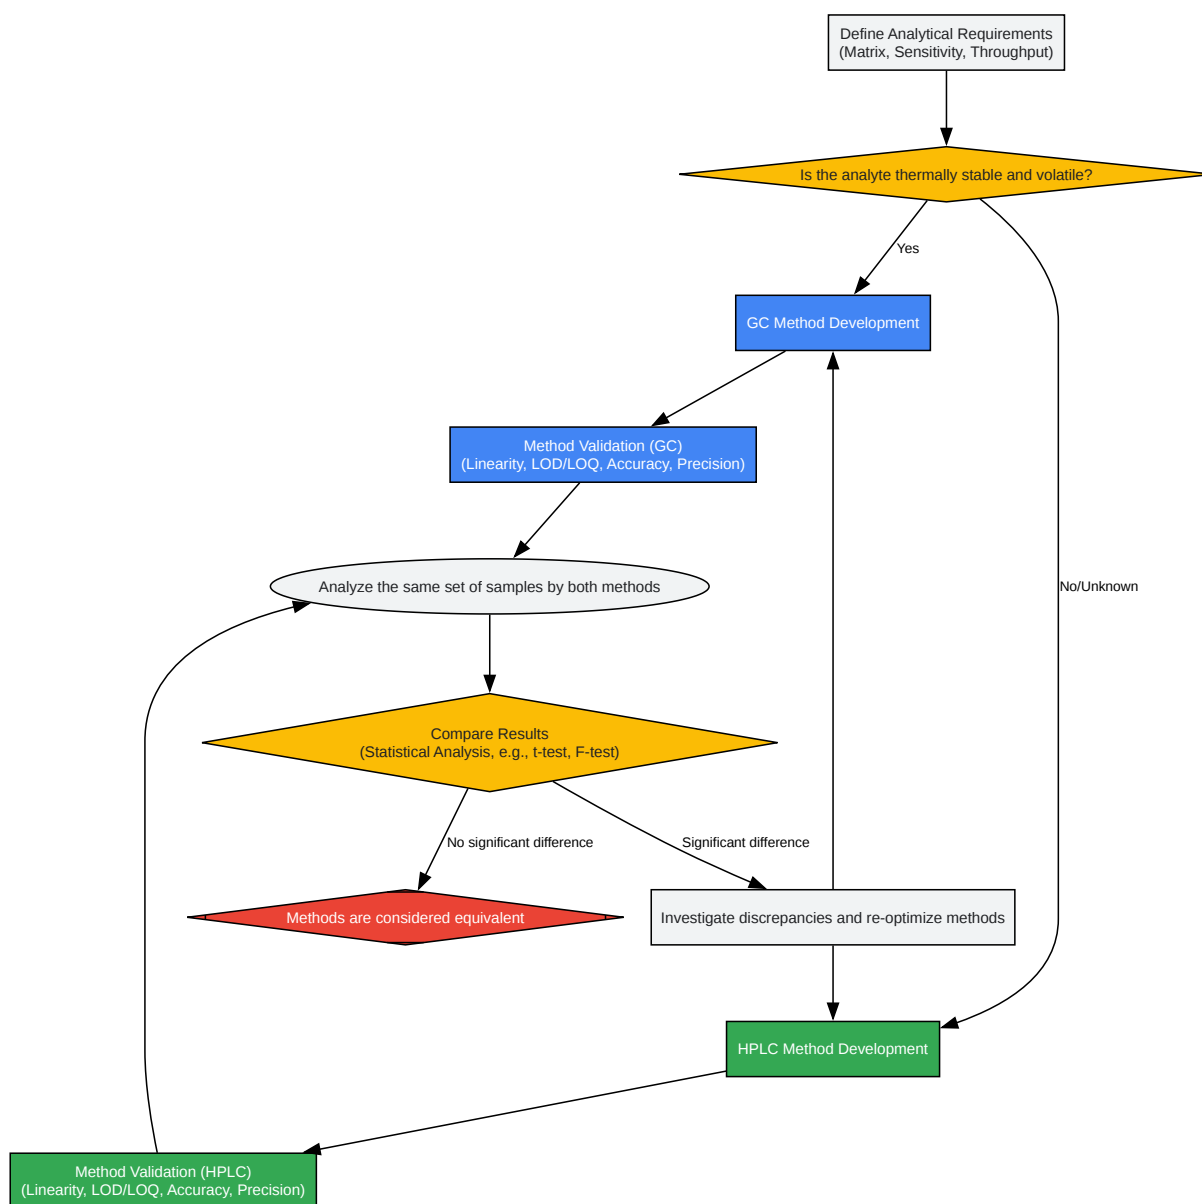 Define Analytical Requirements
(Matrix, Sensitivity, Throughput)
Is the analyte thermally stable and volatile?
Yes
GC Method Development
Method Validation (GC)
(Linearity, LOD/LOQ, Accuracy, Precision)
Analyze the same set of samples by both methods
No/Unknown
Compare Results
(Statistical Analysis, e.g., t-test, F-test)
No significant difference
Significant difference
Methods are considered equivalent
Investigate discrepancies and re-optimize methods
HPLC Method Development
Method Validation (HPLC)
(Linearity, LOD/LOQ, Accuracy, Precision)